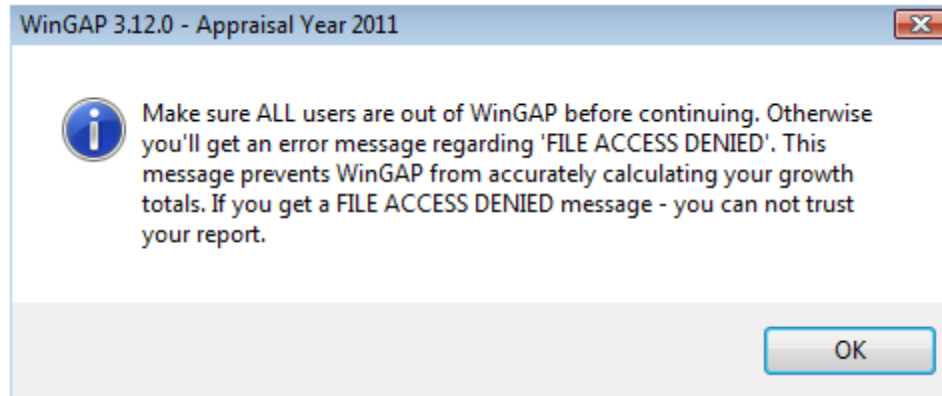 WinGAP 3.12.0 - Appraisal Year 2011
Make sure ALL users are out of WinGAP before continuing. Otherwise
you'll get an error message regarding 'FILE ACCESS DENIED'. This
message prevents WinGAP from accurately calculating your growth
totals. If you get a FILE ACCESS DENIED message - you can not trust
your report.
OK